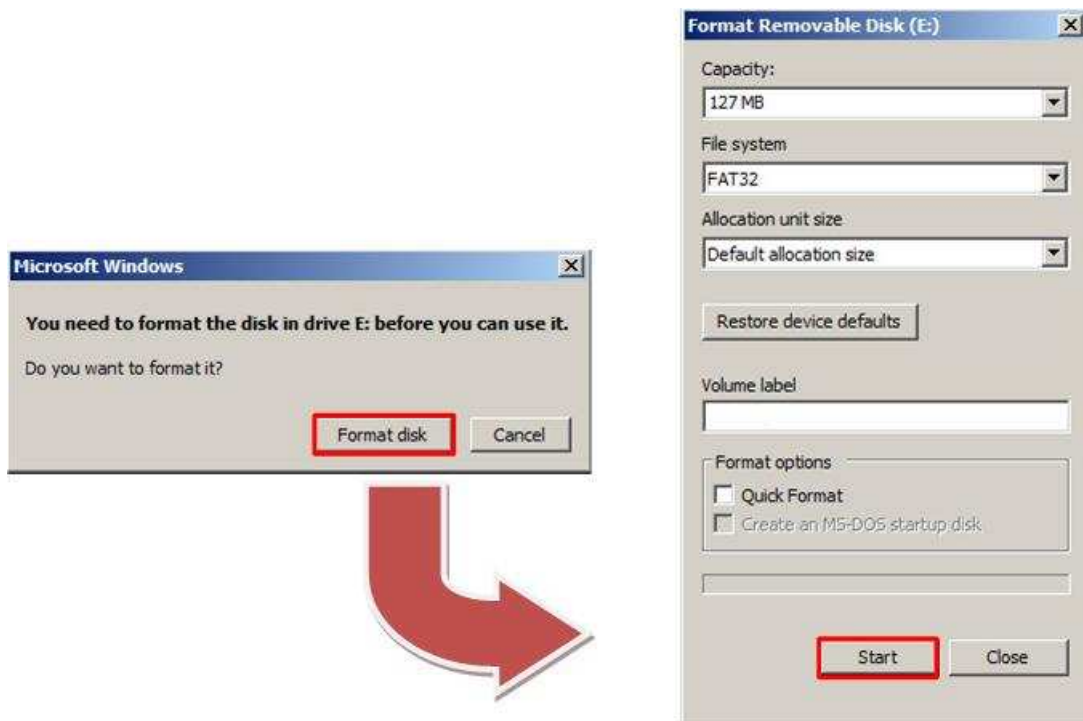 Microsoft Windows
You need to format the disk in drive E: before you can use it.
Do you want to format it?
Format disk
Cancel
Format Removable Disk (E:)
Capacity:
127 MB
File system
FAT32
Allocation unit size
Default allocation size
Restore device defaults
Volume label
Format options
Quick Format
Create an MS-DOS startup disk
Start
Close